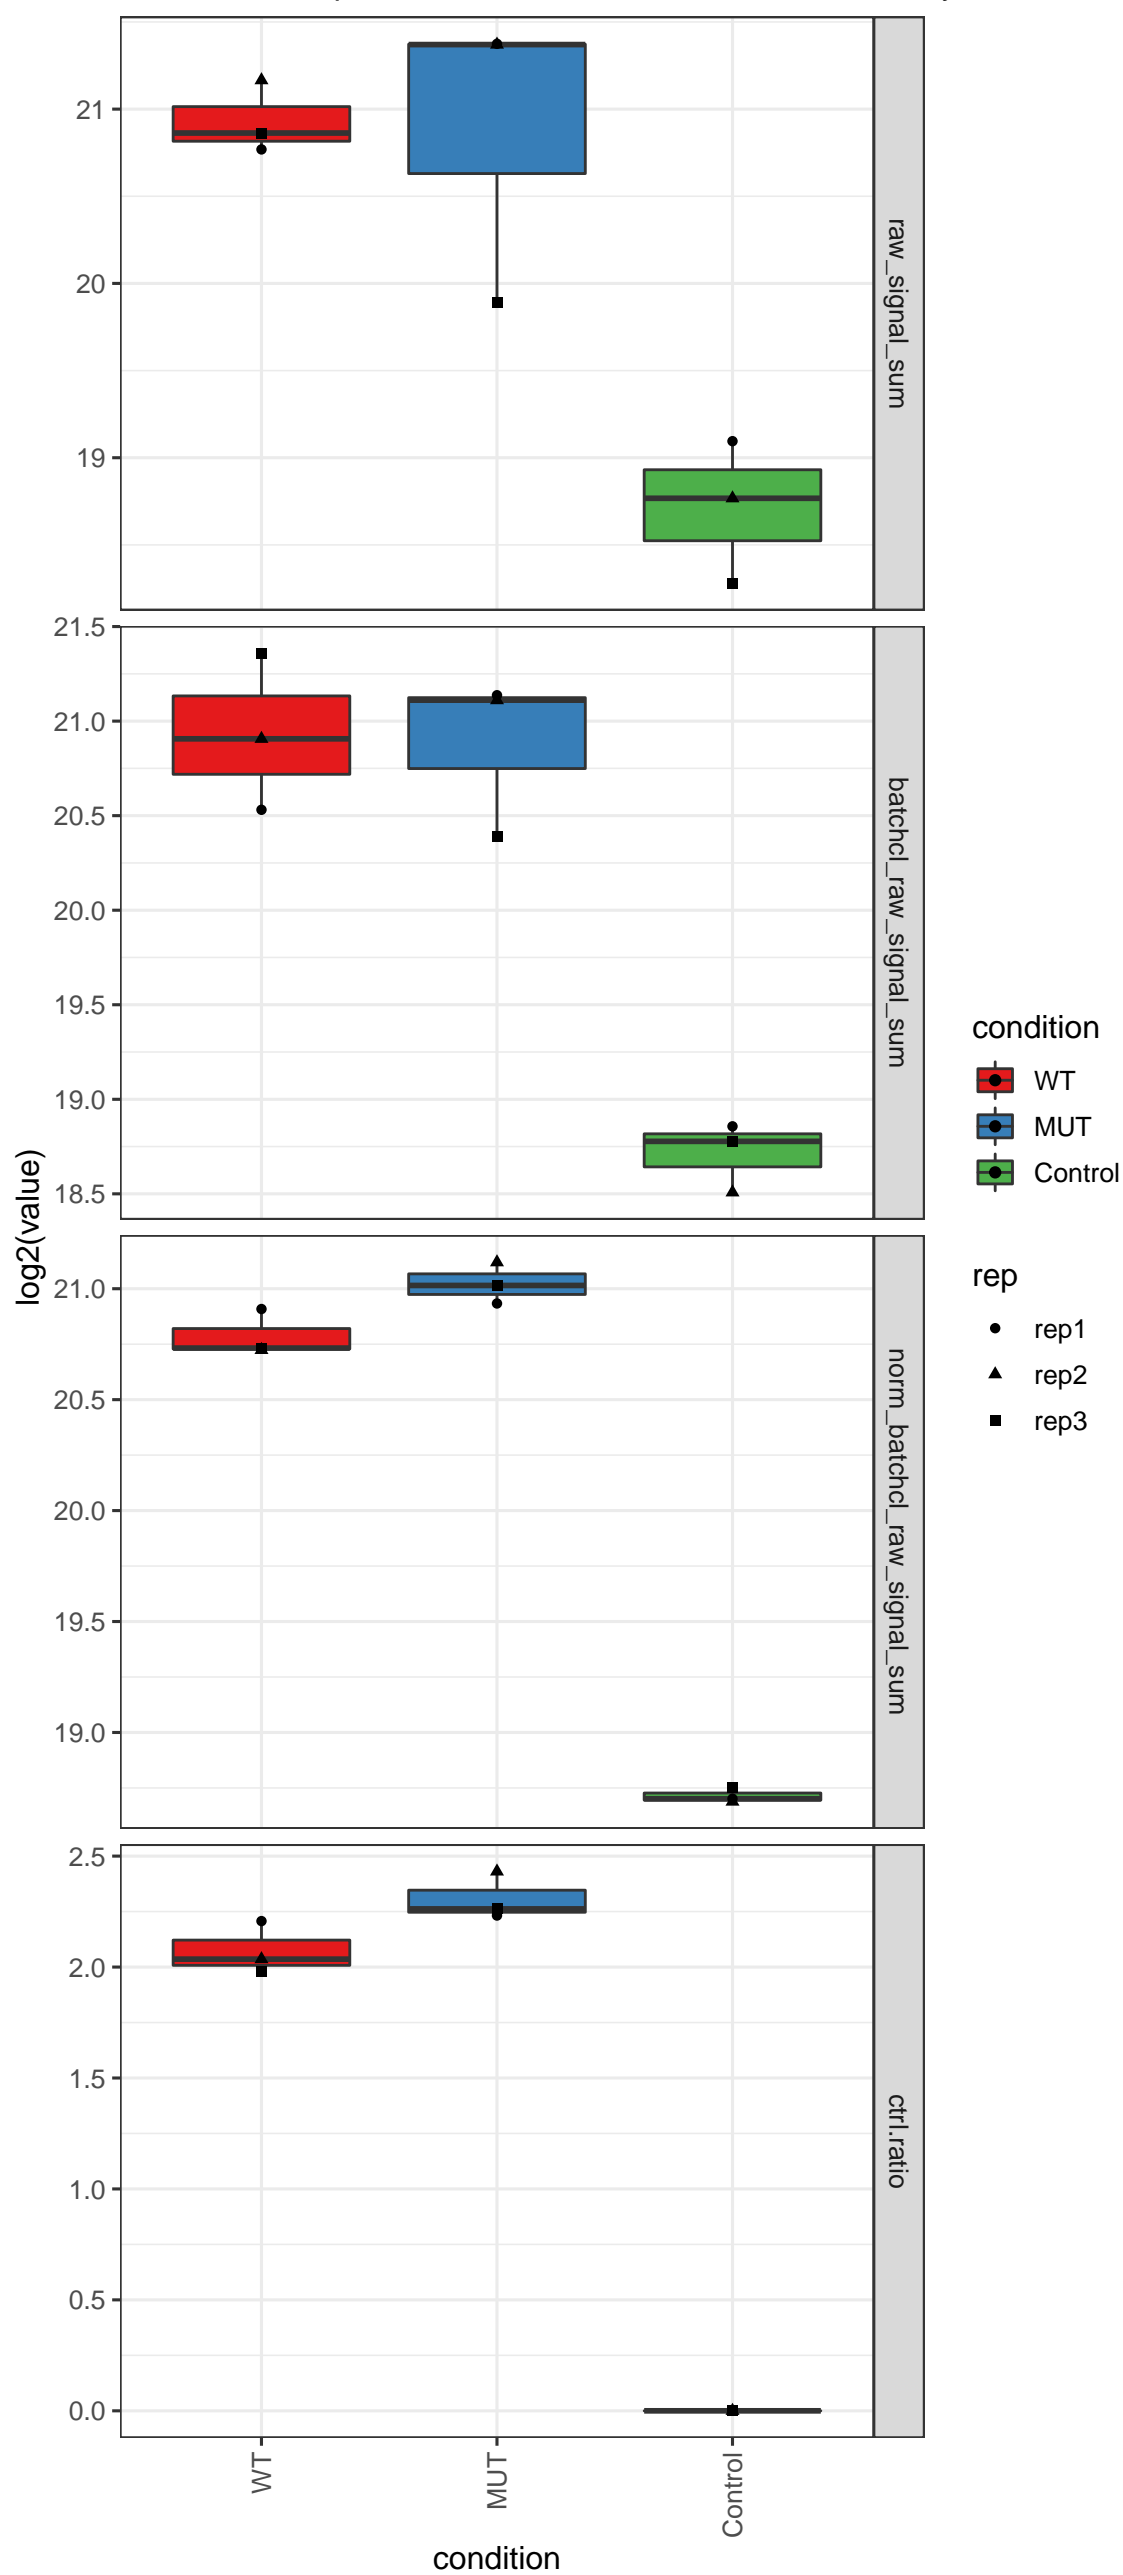 21
20
19
raw_signal_sum
21.5
21.0
20.5
20.0
19.5
19.0
18.5
batchcl_raw_signal_sum
21.0
20.5
20.0
19.5
19.0
norm_batchcl_raw_signal_sum
2.5
2.0
1.5
1.0
0.5
0.0
ctrl.ratio
log2(value)
WT
MUT
Control
condition
condition
WT
MUT
Control
rep
rep1
rep2
rep3